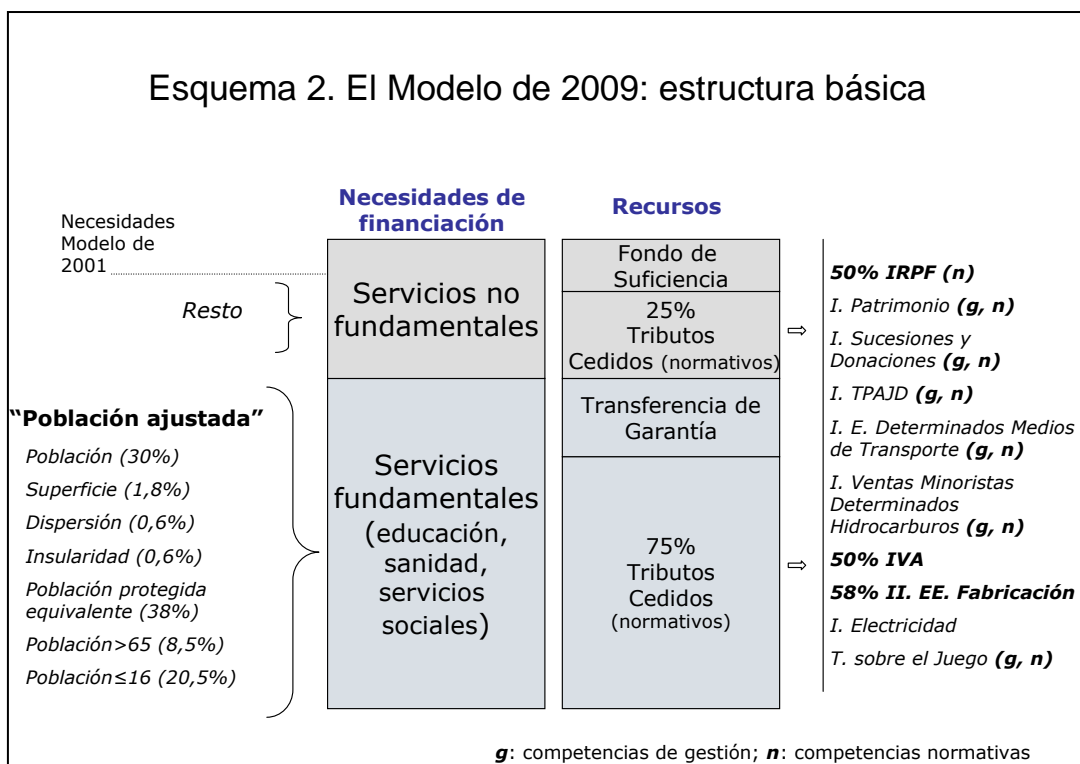 Esquema 2. El Modelo de 2009: estructura básica
Necesidades de
financiación
Recursos
Necesidades
Modelo de
2001
Resto
"Población ajustada"
Población (30%)
Superficie (1,8%)
Dispersión (0,6%)
Insularidad (0,6%)
Población protegida
equivalente (38%)
Población>65 (8,5%)
Población≤16 (20,5%)
Servicios no
fundamentales
Servicios
fundamentales
(educación,
sanidad,
servicios
sociales)
Fondo de
Suficiencia
25%
Tributos
Cedidos (normativos)
Transferencia de
Garantía
75%
Tributos
Cedidos
(normativos)
⇨
⇨
50% IRPF (n)
I. Patrimonio (g, n)
I. Sucesiones y
Donaciones (g, n)
I. TPAJD (g, n)
I. E. Determinados Medios
de Transporte (g, n)
I. Ventas Minoristas
Determinados
Hidrocarburos (g, n)
50% IVA
58% II. EE. Fabricación
I. Electricidad
T. sobre el Juego (g, n)
g: competencias de gestión; n: competencias normativas